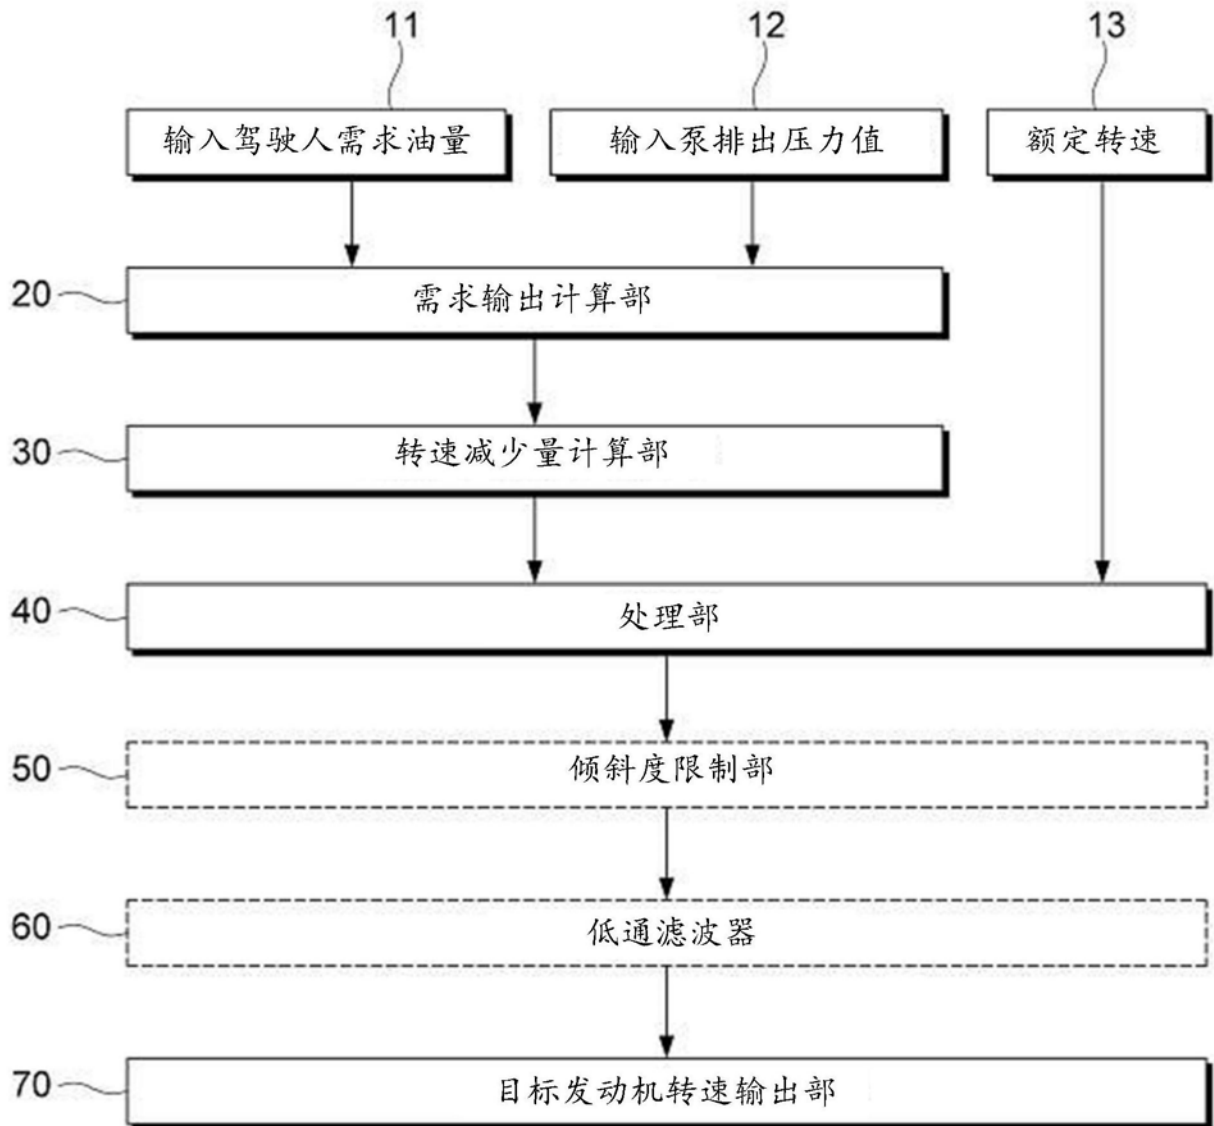 11
12
13
输入驾驶人需求油量
输入泵排出压力值
额定转速
20
需求输出计算部
30
转速减少量计算部
40
处理部
50
倾斜度限制部
60
低通滤波器
70
目标发动机转速输出部